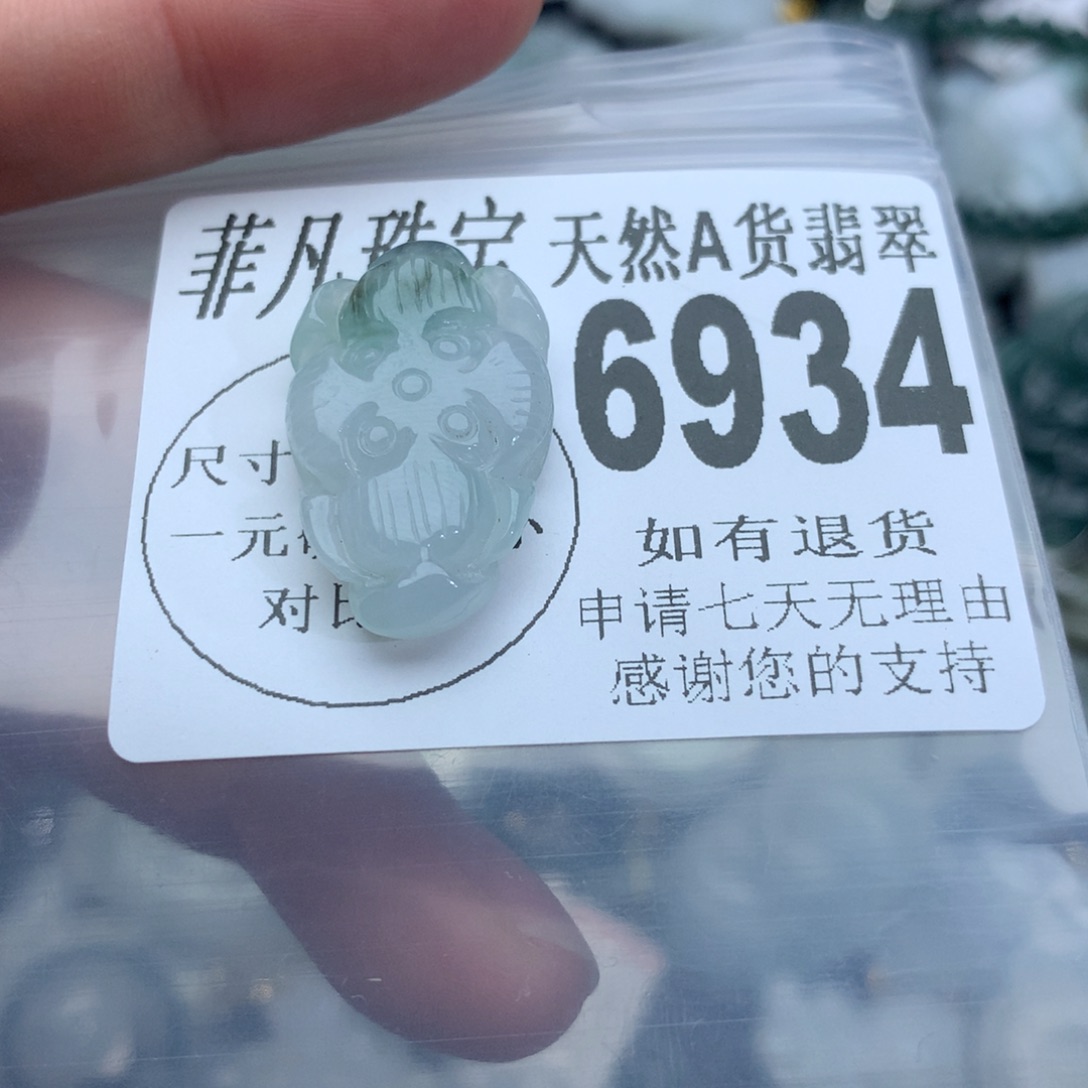 菲凡珠宝 天然A货翡翠
6934
尺寸
一元
对比
如有退货
申请七天无理由
感谢您的支持